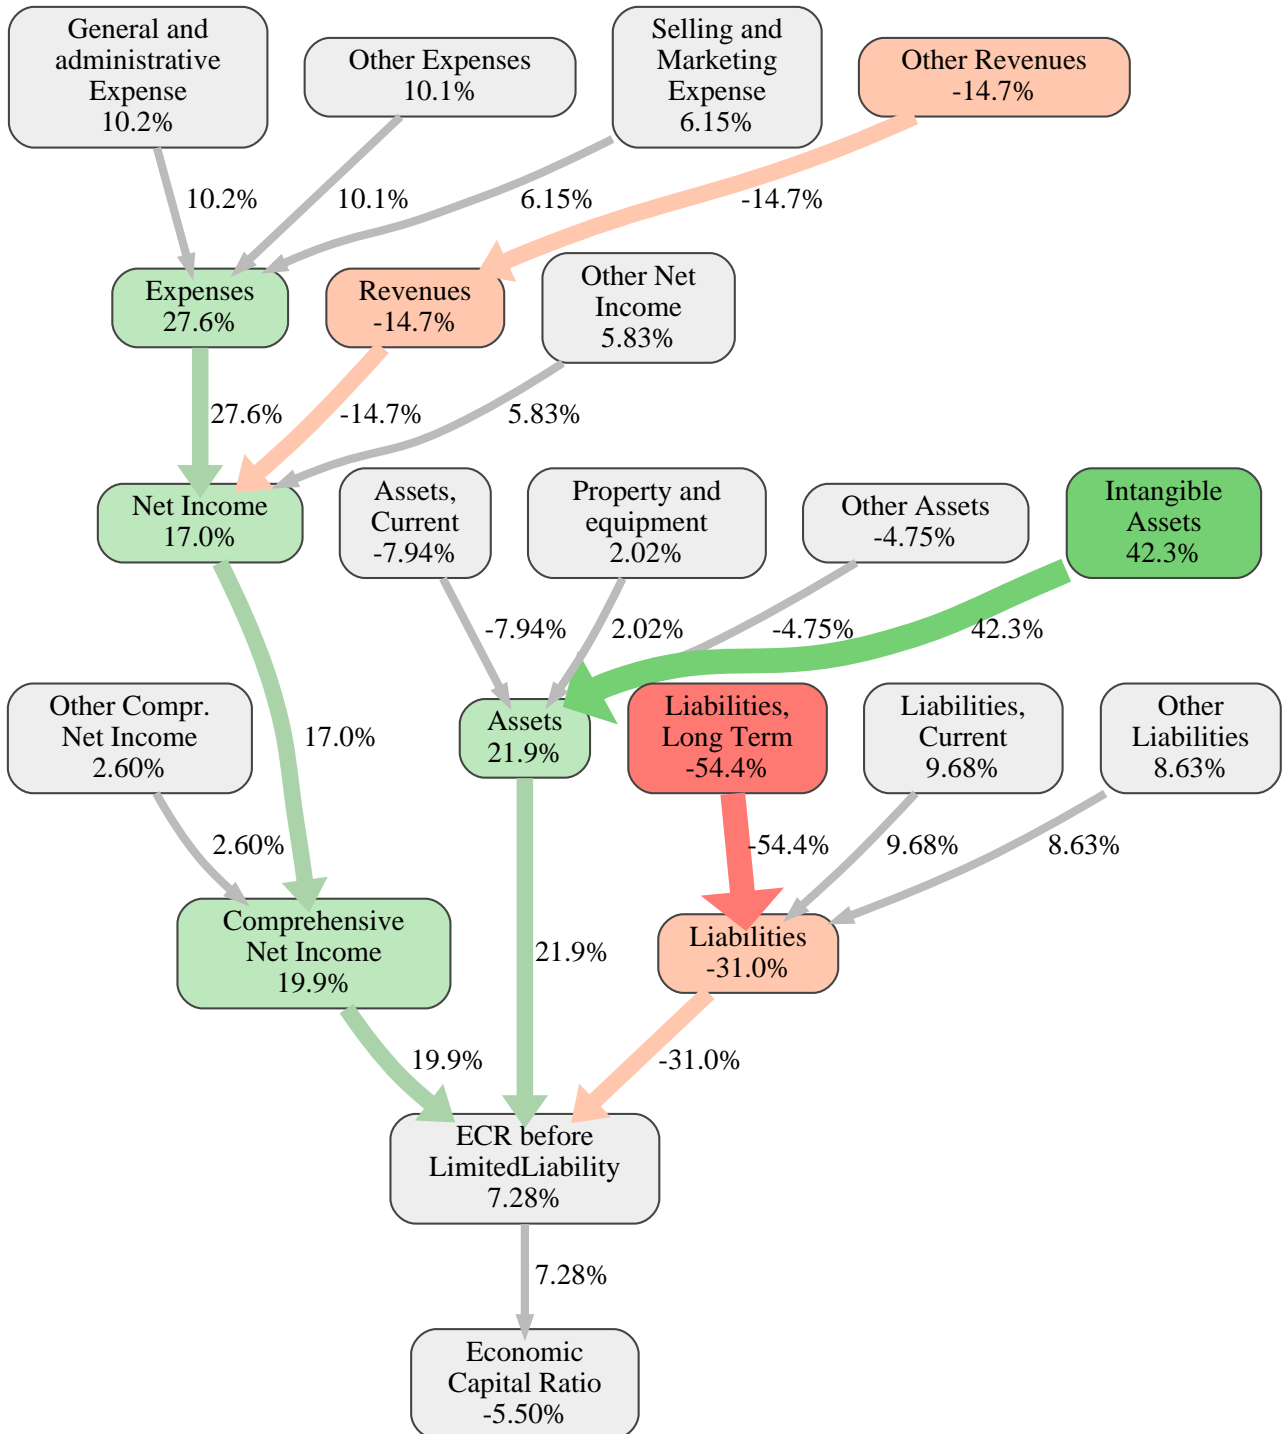 General and
administrative
Expense
10.2%
Other Expenses
10.1%
Selling and
Marketing
Expense
6.15%
Other Revenues
-14.7%
10.2%
10.1%
6.15%
-14.7%
Expenses
27.6%
Revenues
-14.7%
Other Net
Income
5.83%
27.6%
-14.7%
5.83%
Net Income
17.0%
Assets,
Current
-7.94%
Property and
equipment
2.02%
Other Assets
-4.75%
Intangible
Assets
42.3%
-7.94%
2.02%
-4.75%
42.3%
Other Compr.
Net Income
2.60%
17.0%
Assets
21.9%
Liabilities,
Long Term
-54.4%
Liabilities,
Current
9.68%
Other
Liabilities
8.63%
2.60%
-54.4%
9.68%
8.63%
Comprehensive
Net Income
19.9%
21.9%
Liabilities
-31.0%
19.9%
-31.0%
ECR before
LimitedLiability
7.28%
7.28%
Economic
Capital Ratio
-5.50%